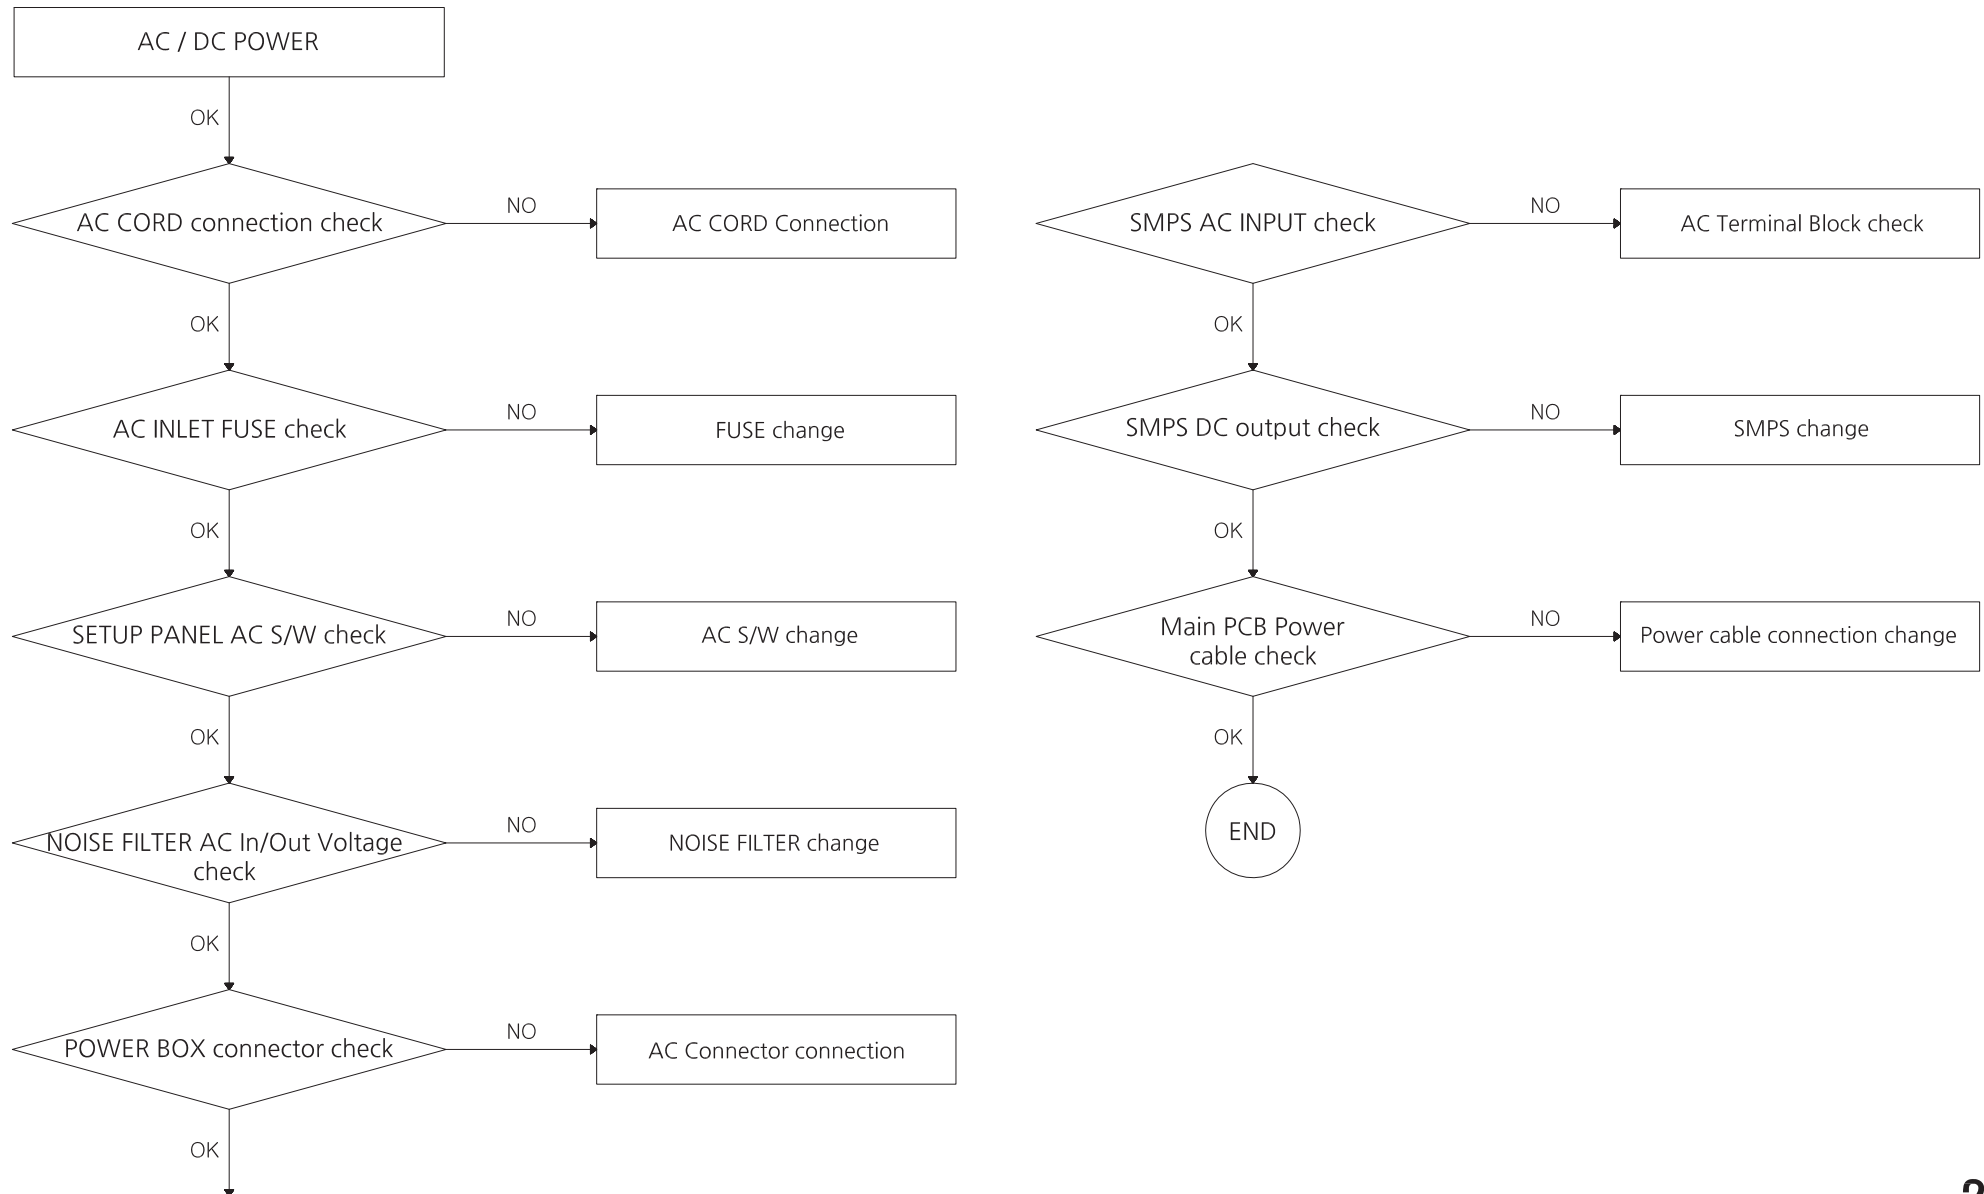 AC / DC POWER
OK
AC CORD connection check
NO
AC CORD Connection
OK
AC INLET FUSE check
NO
FUSE change
OK
SETUP PANEL AC S/W check
NO
AC S/W change
OK
NOISE FILTER AC In/Out Voltage
check
NO
NOISE FILTER change
OK
POWER BOX connector check
NO
AC Connector connection
OK
SMPS AC INPUT check
NO
AC Terminal Block check
OK
SMPS DC output check
NO
SMPS change
OK
Main PCB Power
cable check
NO
Power cable connection change
OK
END